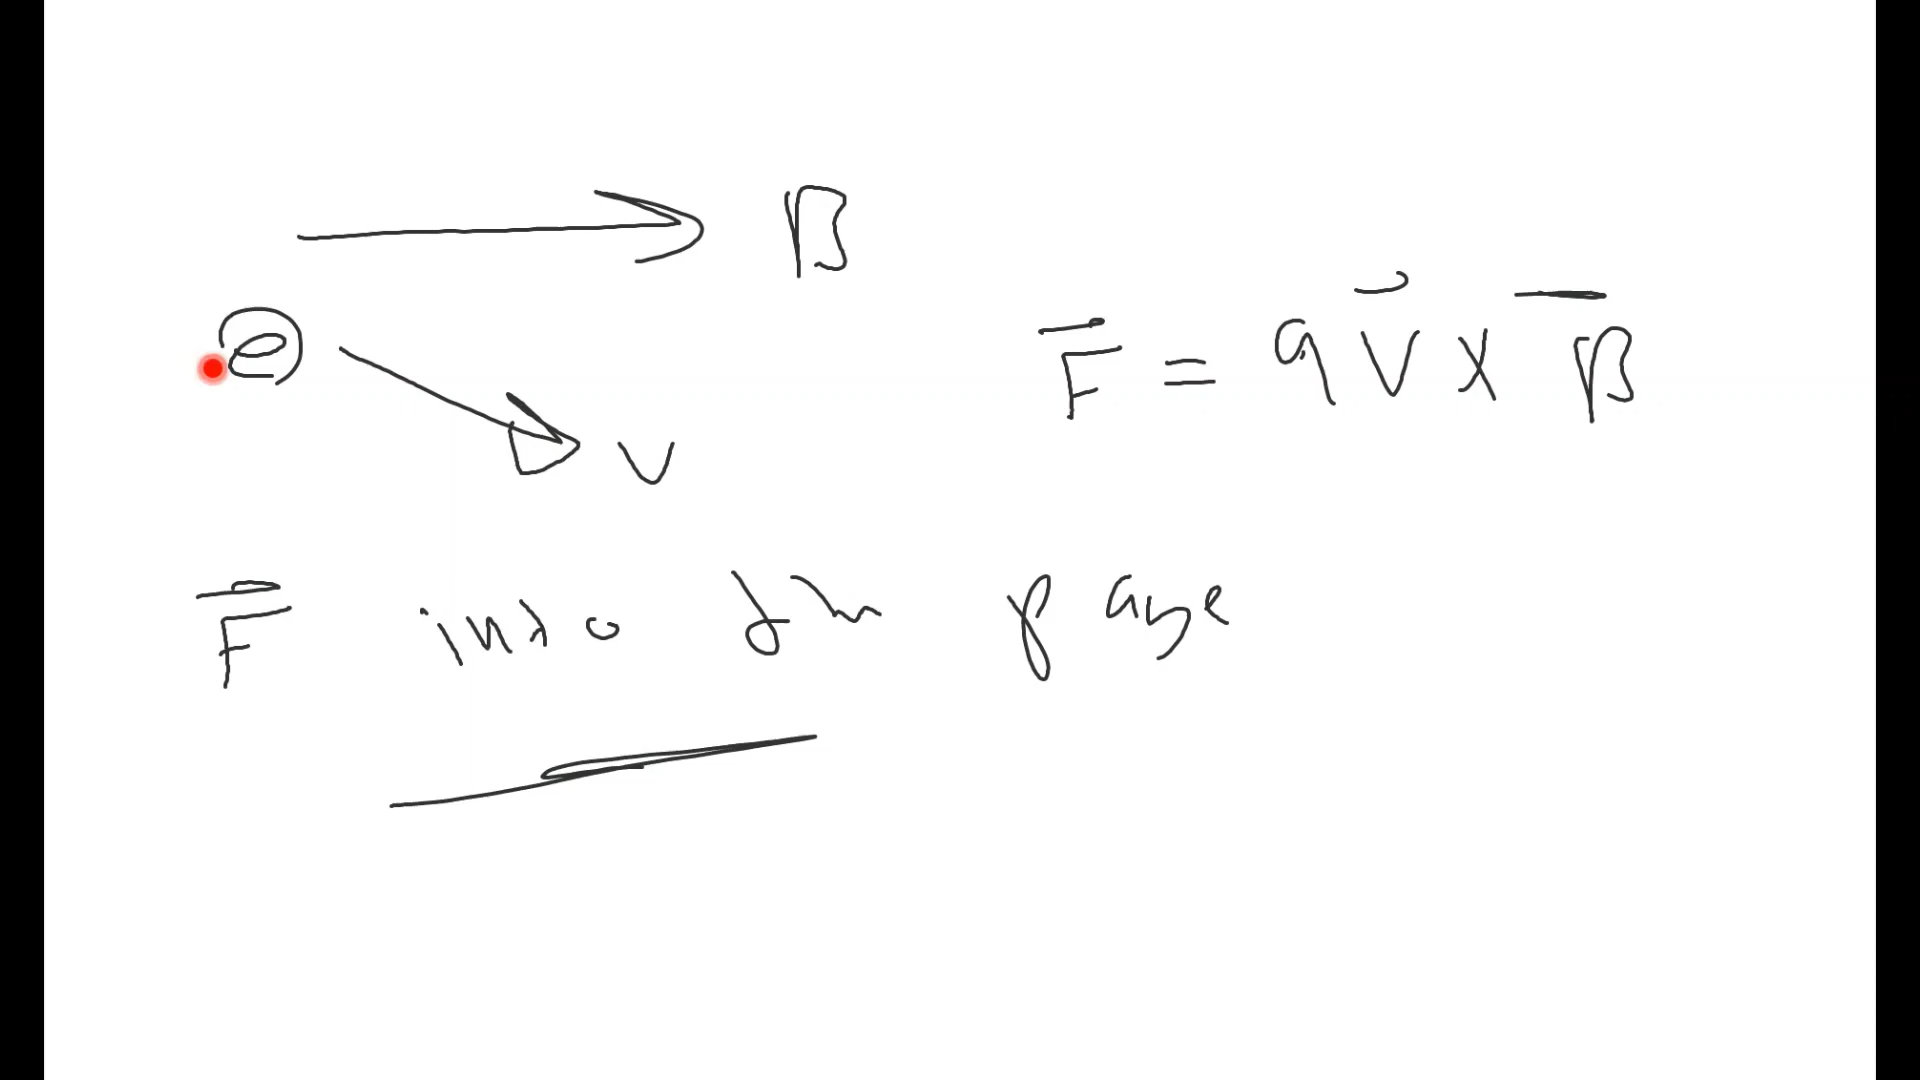 B
e
v
F = qv x B
F into the page